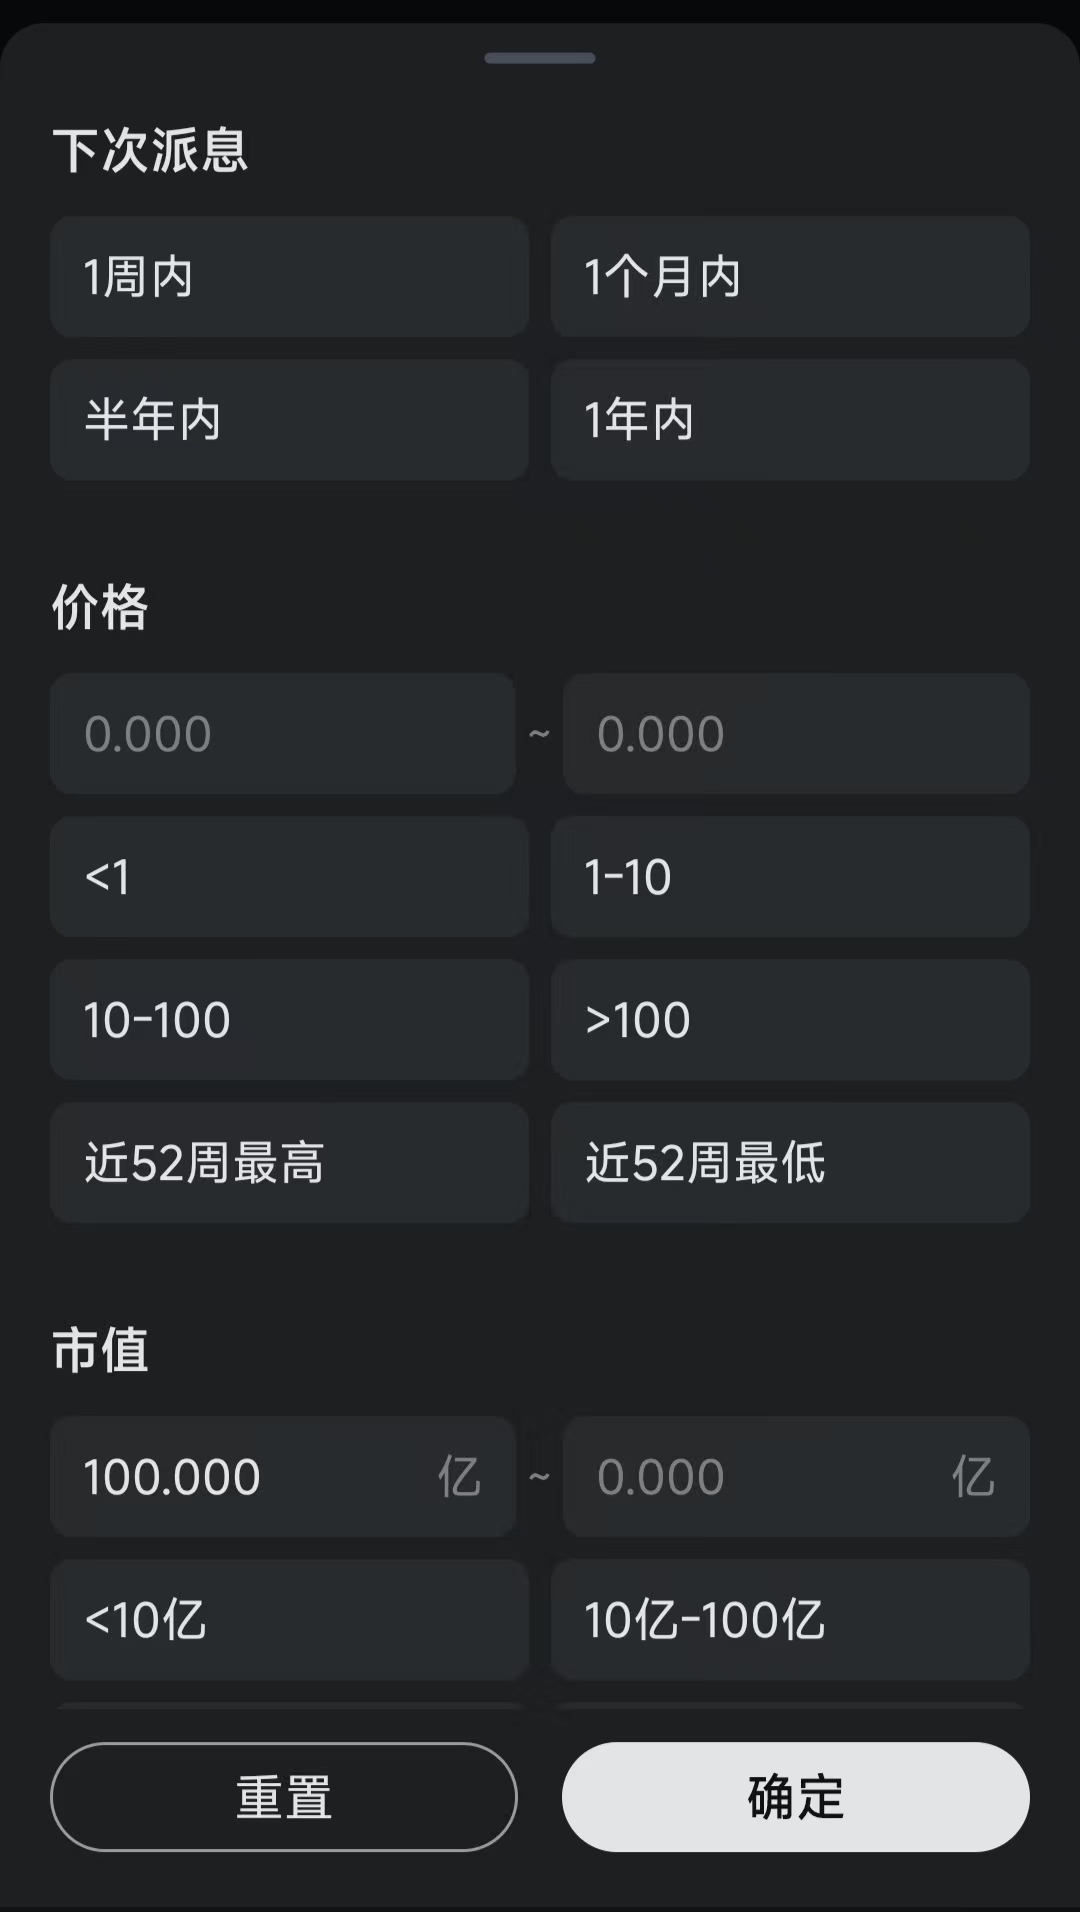 下次派息
1周内 1个月内
半年内 1年内
价格
0.000 ~ 0.000
<1 1-10
10-100 >100
近52周最高 近52周最低
市值
100.000 亿 ~ 0.000 亿
<10亿 10亿-100亿
重置 确定